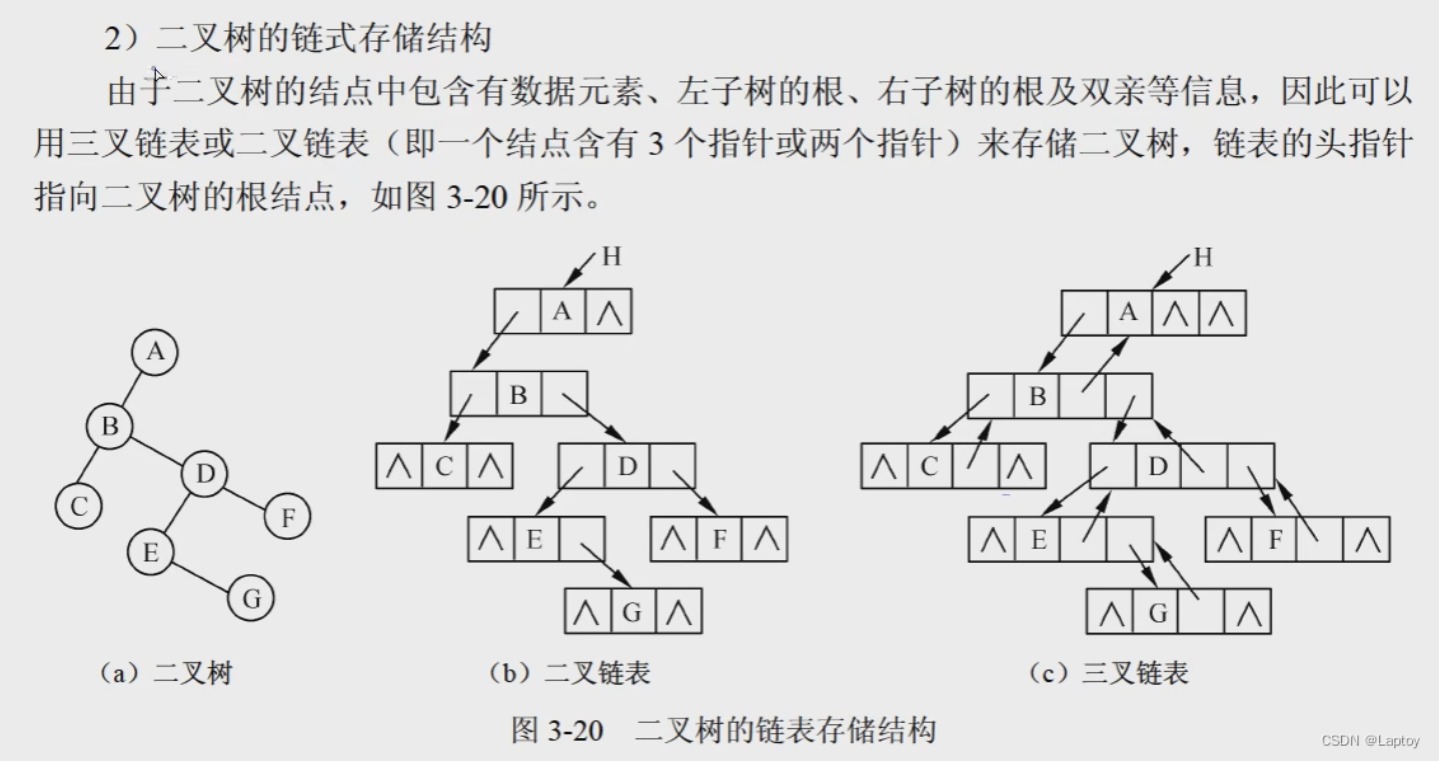 2）二叉树的链式存储结构
由于二叉树的结点中包含有数据元素、左子树的根、右子树的根及双亲等信息，因此可以
用三叉链表或二叉链表（即一个结点含有 3 个指针或两个指针）来存储二叉树，链表的头指针
指向二叉树的根结点，如图 3-20 所示。
A
B
C
D
E
F
G
（a）二叉树
H
A ∧
B
∧ C ∧
D
∧ E
∧ F ∧
∧ G ∧
（b）二叉链表
H
A ∧ ∧
B
∧ C ∧
D
∧ E
∧ F ∧
∧ G ∧
（c）三叉链表
图 3-20 二叉树的链表存储结构
CSDN @Laptoy